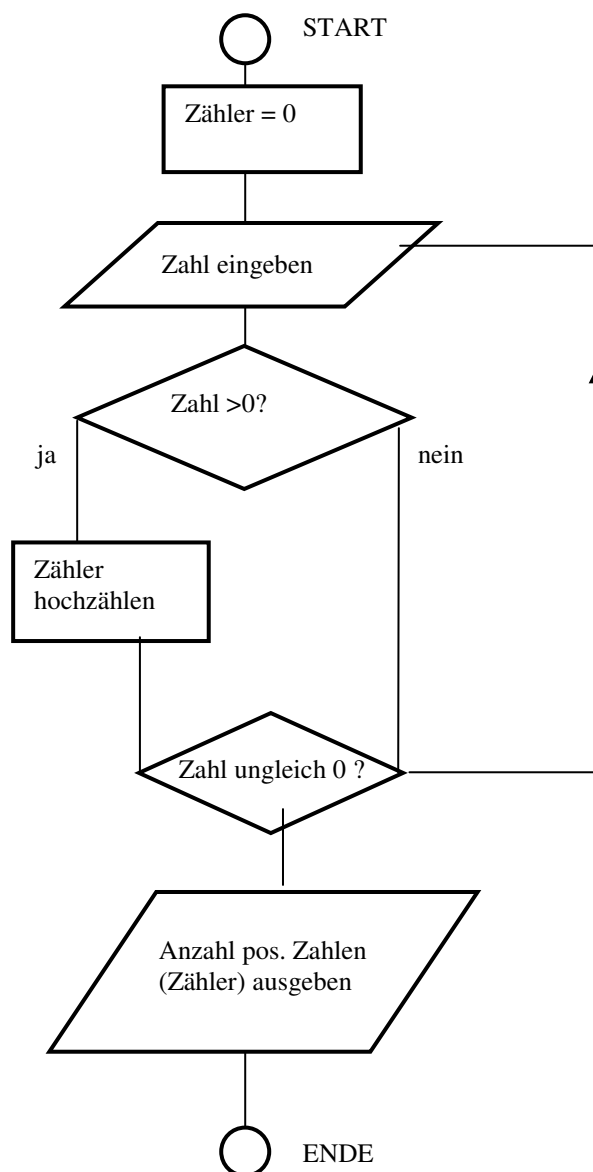 START
Zähler = 0
Zahl eingeben
Zahl >0?
ja
nein
Zähler
hochzählen
Zahl ungleich 0 ?
Anzahl pos. Zahlen
(Zähler) ausgeben
ENDE